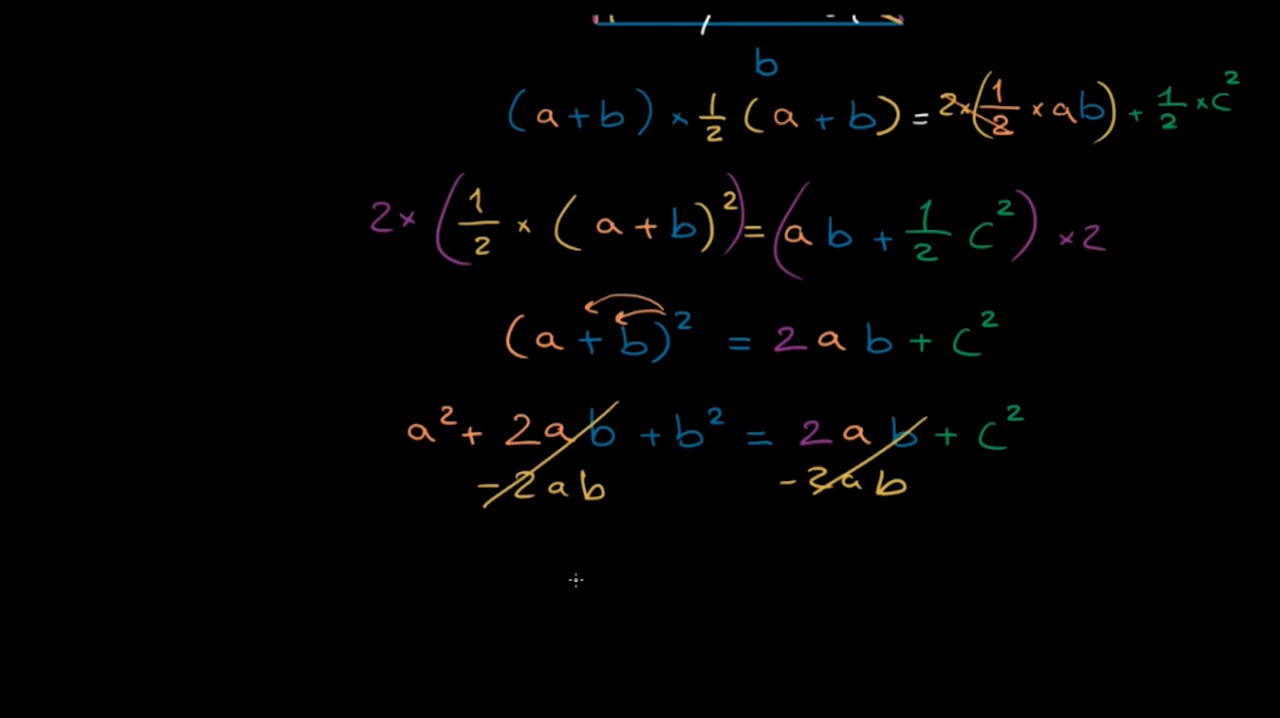 b
(a+b) × 1/2 (a+b) = 2×(1/2 × ab) + 1/2 × c²
2× (1/2 × (a+b)²) = (ab + 1/2 c²) ×2
(a+b)² = 2ab + c²
a² + 2ab + b² = 2ab + c²
-2ab -2ab